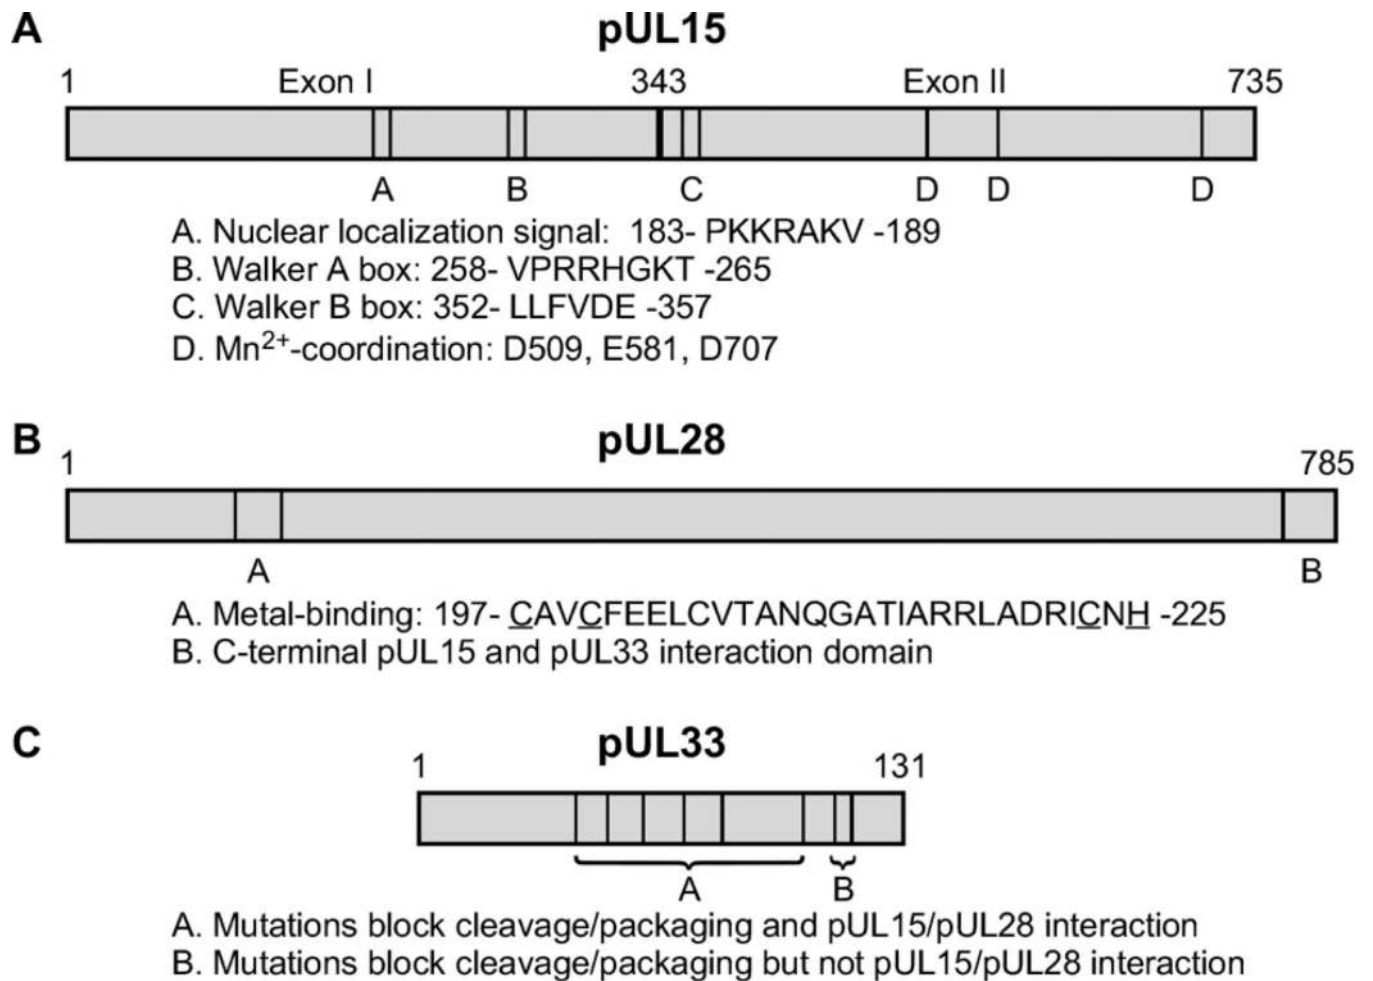 A
pUL15
1 Exon I 343 Exon II 735
A B C D D D
A. Nuclear localization signal: 183- PKKRAKV -189
B. Walker A box: 258- VPRRHGKT -265
C. Walker B box: 352- LLFVDE -357
D. Mn²⁺-coordination: D509, E581, D707
B
pUL28
1 785
A B
A. Metal-binding: 197- CAVCFEELCVTANQGATIARRLADRICNH -225
B. C-terminal pUL15 and pUL33 interaction domain
C
pUL33
1 131
A B
A. Mutations block cleavage/packaging and pUL15/pUL28 interaction
B. Mutations block cleavage/packaging but not pUL15/pUL28 interaction